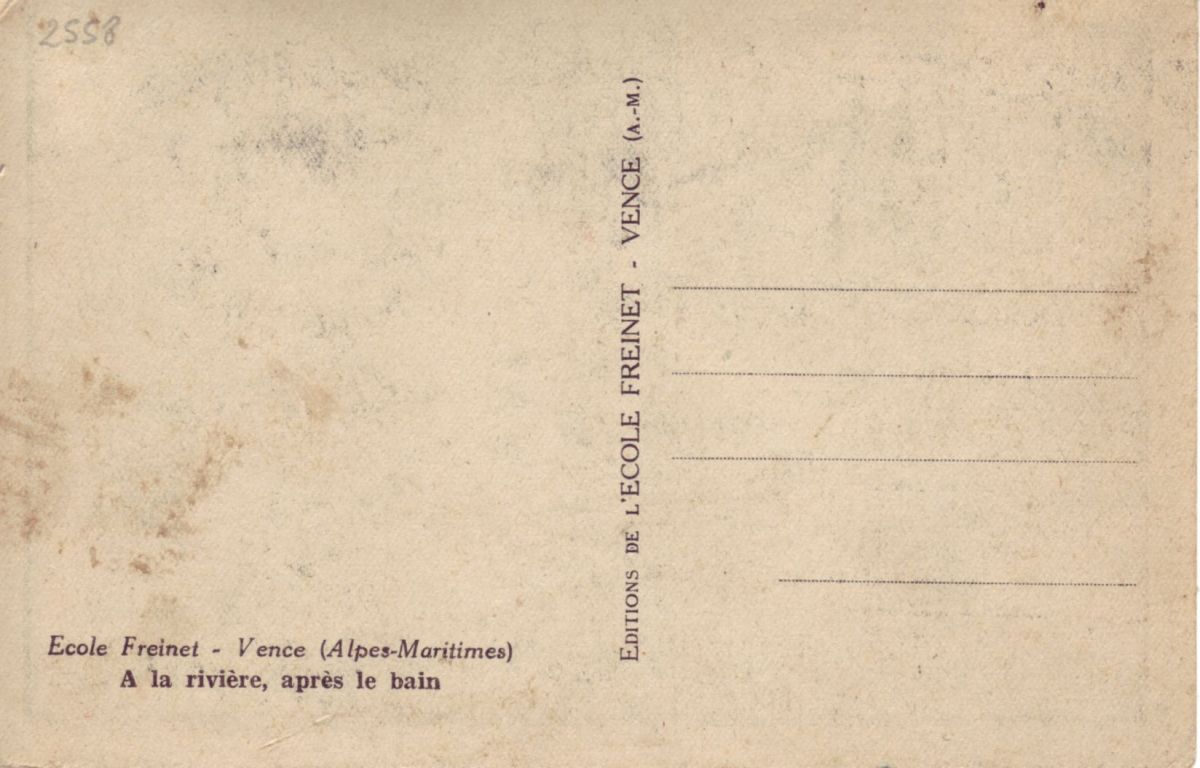 2558
EDITIONS DE L'ECOLE FREINET - VENCE (A.-M.)
Ecole Freinet - Vence (Alpes-Maritimes)
A la rivière, après le bain